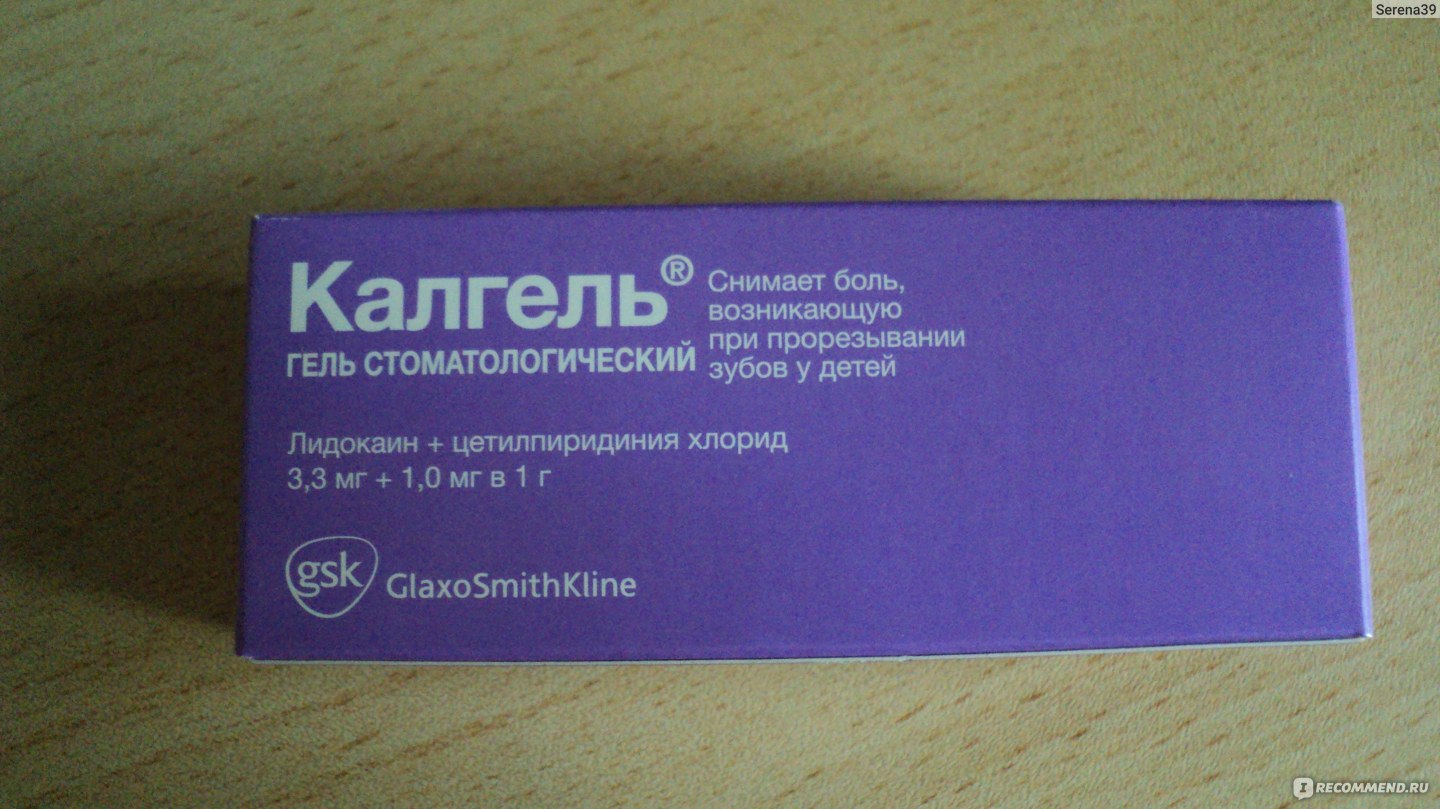 Serena39
Калгель®
ГЕЛЬ СТОМАТОЛОГИЧЕСКИЙ
Снимает боль,
возникающую
при прорезывании
зубов у детей
Лидокаин + цетилпиридиния хлорид
3,3 мг + 1,0 мг в 1 г
gsk GlaxoSmithKline
I RECOMMEND.RU